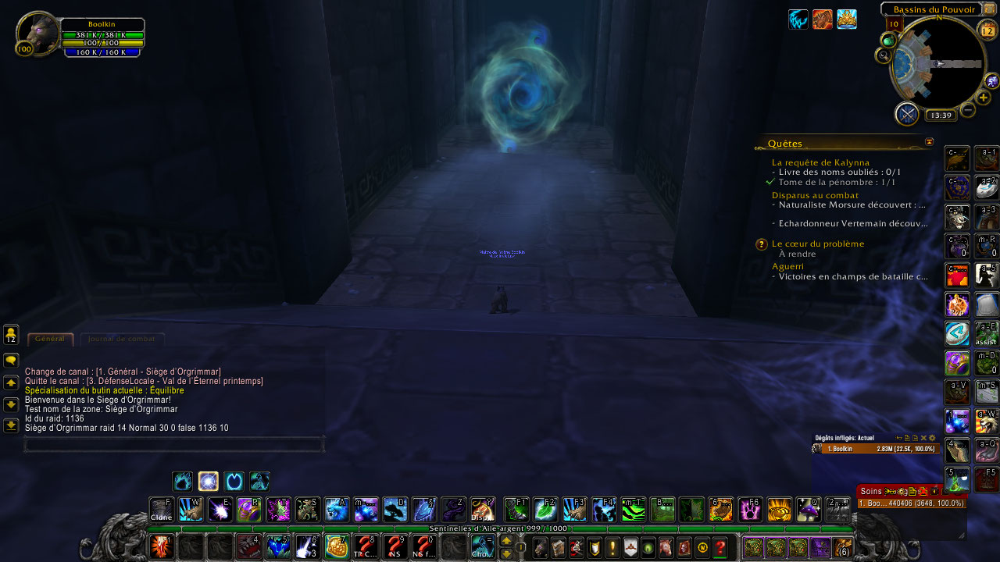 Boolkin
381 K / 381 K
100 / 100
160 K / 160 K
100
Bassins du Pouvoir
10
N
12
13:39
Quêtes
La requête de Kalynna
- Livre des noms oubliés : 0/1
Tome de la pénombre : 1/1
Disparus au combat
- Naturaliste Morsure découvert : ...
- Echardonneur Vertemain découv...
? Le cœur du problème
À rendre
Aguerri
- Victoires en champs de bataille c...
c-... a-1
c-... a-2
c-... a-3
c-... 0 m-R 0
c-... a-5
a-E
assist
m-D 0
a-V m-S
1... a-W
4... a-Q
5... F5
12
Général
Journal de combat
Change de canal : [1. Général - Siège d'Orgrimmar]
Quitte le canal : [3. DéfenseLocale - Val de l'Éternel printemps]
Spécialisation du butin actuelle : Équilibre
Bienvenue dans le Siege d'Orgrimmar!
Test nom de la zone: Siège d'Orgrimmar
Id du raid: 1136
Siège d'Orgrimmar raid 14 Normal 30 0 false 1136 10
Dégâts infligés: Actuel
1. Boolkin 2.83M (22.5K, 100.0%)
Soins
1. Boo... 440406 (3648, 100.0%)
F W E R T S A m-... D S Z Y F1 F2 F3 F4 m-T B... 6... F6 Q 2...
Clone
Disp...
Sentinelles d'Aile-argent 999 / 1000
4 5 6 3 7 8 9 0 =
TP C... NS NS f... Cho...
1
(6)